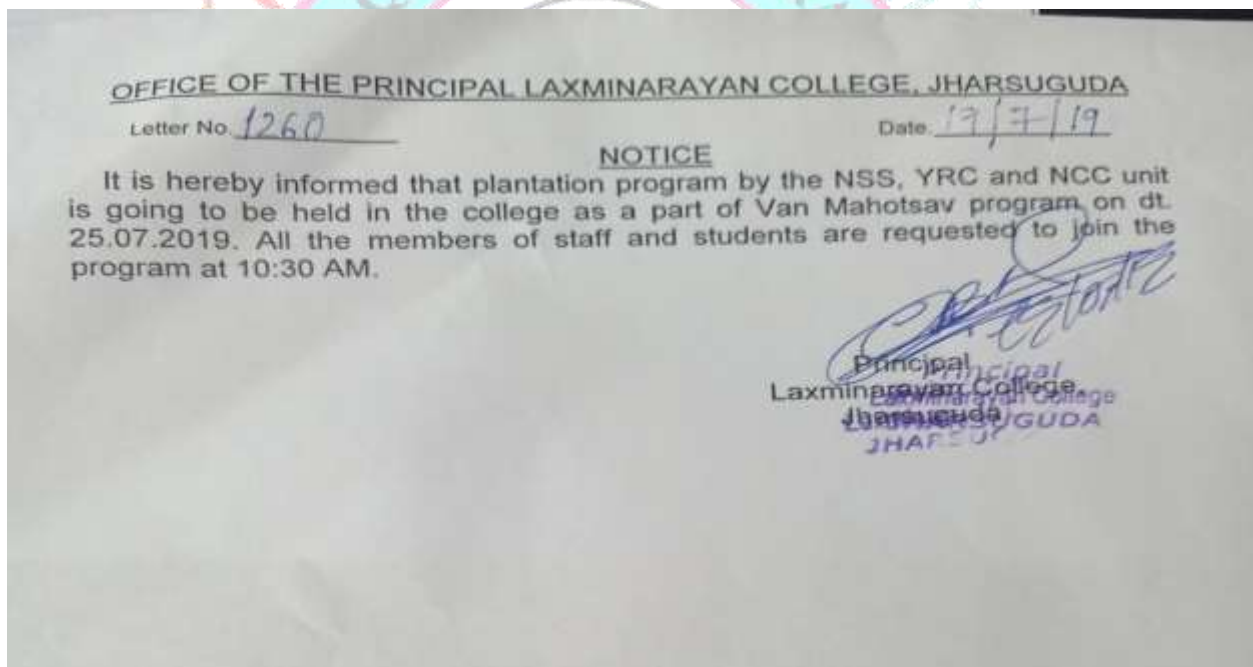 OFFICE OF THE PRINCIPAL LAXMINARAYAN COLLEGE, JHARSUGUDA
Letter No. 1260 Date. 19/7/19
NOTICE
It is hereby informed that plantation program by the NSS, YRC and NCC unit
is going to be held in the college as a part of Van Mahotsav program on dt.
25.07.2019. All the members of staff and students are requested to join the
program at 10:30 AM.
Principal
Principal
Laxminarayan College,
Laxminarayan College
Jharsuguda